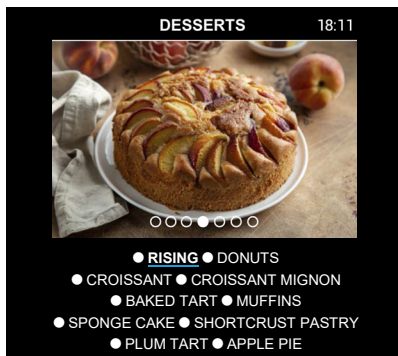 DESSERTS 18:11
● RISING ● DONUTS
● CROISSANT ● CROISSANT MIGNON
● BAKED TART ● MUFFINS
● SPONGE CAKE ● SHORTCRUST PASTRY
● PLUM TART ● APPLE PIE